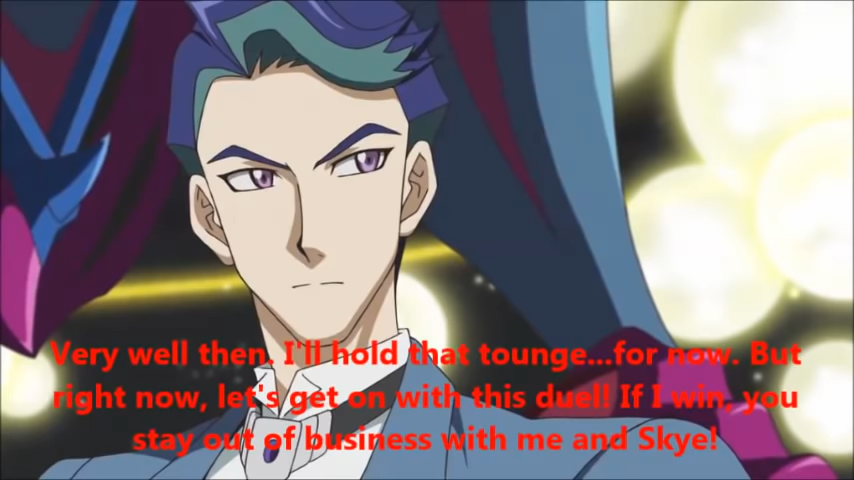 Very well then. I'll hold that tounge...for now. But
right now, let's get on with this duel! If I win, you
stay out of business with me and Skye!